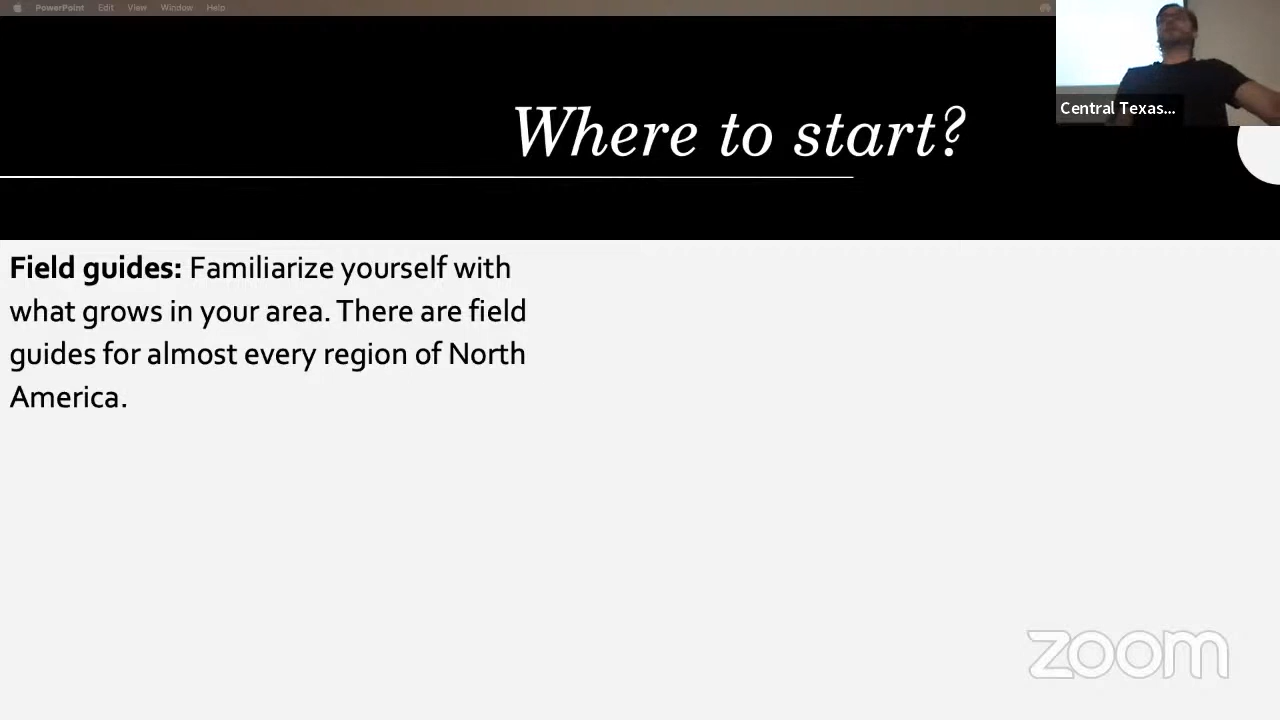 PowerPoint Edit View Window Help
Central Texas...
Where to start?
Field guides: Familiarize yourself with
what grows in your area. There are field
guides for almost every region of North
America.
zoom